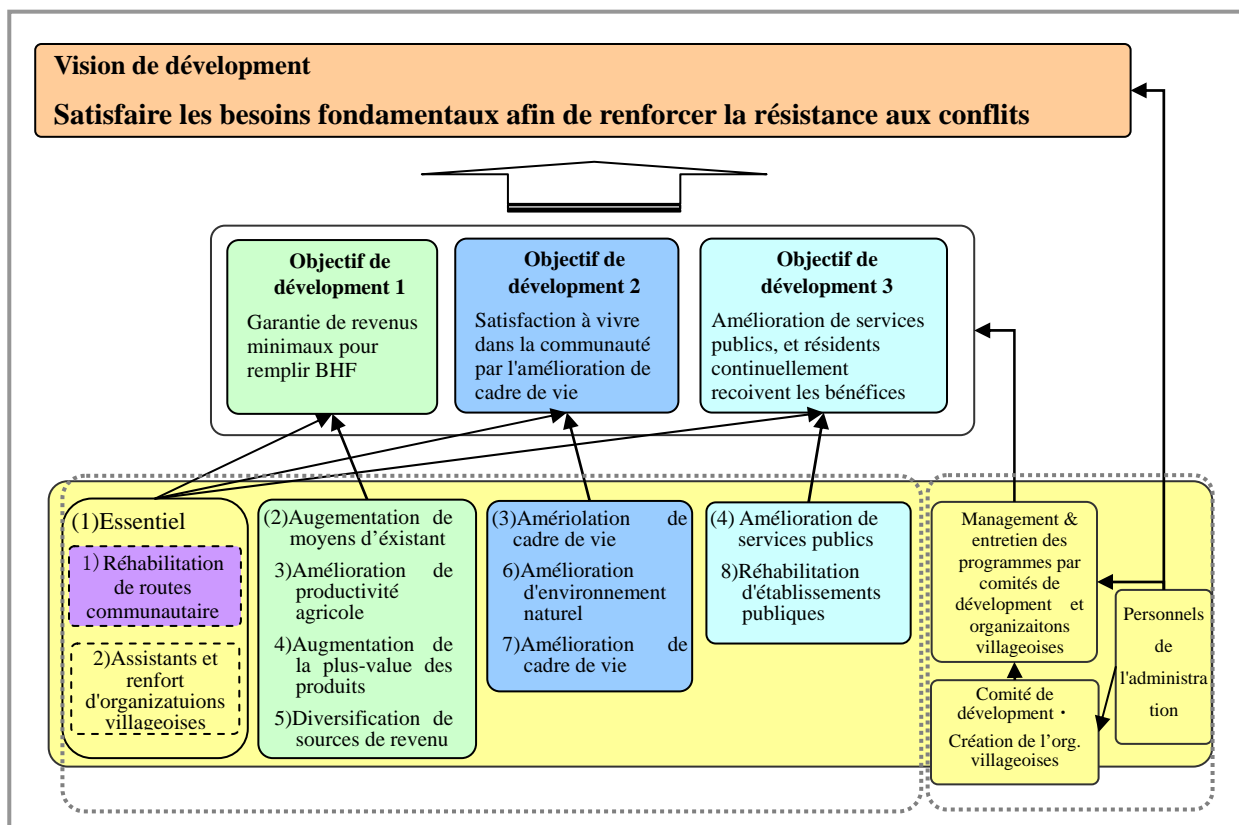 Vision de dévelopment
Satisfaire les besoins fondamentaux afin de renforcer la résistance aux conflits
Objectif de
dévelopment 1
Garantie de revenus
minimaux pour
remplir BHF
Objectif de
dévelopment 2
Satisfaction à vivre
dans la communauté
par l'amélioration de
cadre de vie
Objectif de
dévelopment 3
Amélioration de services
publics, et résidents
continuellement
recoivent les bénéfices
(1)Essentiel
1) Réhabilitation
de routes
communautaire
2)Assistants et
renfort
d'organizatuions
villageoises
(2)Augementation de
moyens d’éxistant
3)Amélioration de
productivité
agricole
4)Augmentation de
la plus-value des
produits
5)Diversification de
sources de revenu
(3)Amériolation de
cadre de vie
6)Amélioration
d'environnement
naturel
7)Amélioration de
cadre de vie
(4) Amélioration de
services publics
8)Réhabilitation
d'établissements
publiques
Management &
entretien des
programmes par
comités de
dévelopment et
organizaitons
villageoises
Comité de
dévelopment・
Création de l’org.
villageoises
Personnels
de
l'administra
tion